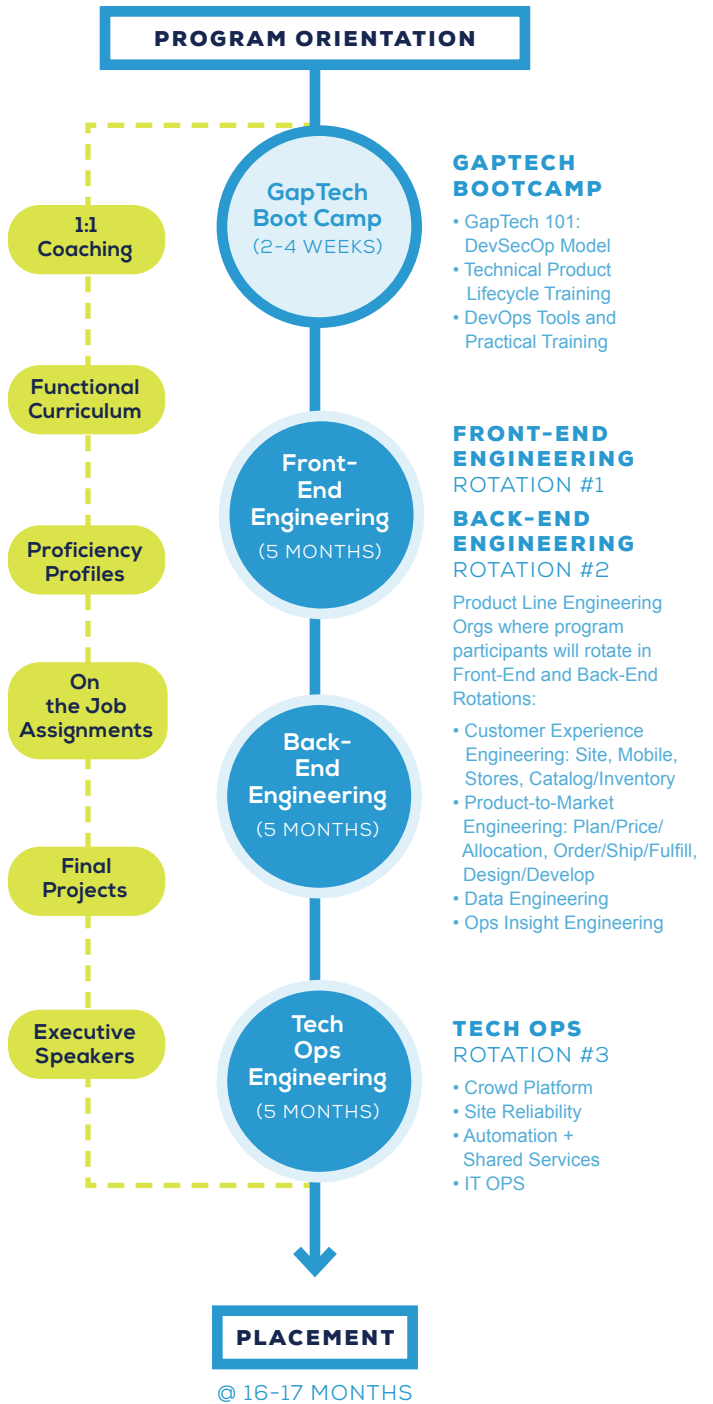 PROGRAM ORIENTATION
GapTech
Boot Camp
(2-4 WEEKS)
GAPTECH
BOOTCAMP
• GapTech 101:
DevSecOp Model
• Technical Product
Lifecycle Training
• DevOps Tools and
Practical Training
1:1
Coaching
Functional
Curriculum
Proficiency
Profiles
On
the Job
Assignments
Final
Projects
Executive
Speakers
Front-
End
Engineering
(5 MONTHS)
FRONT-END
ENGINEERING
ROTATION #1
BACK-END
ENGINEERING
ROTATION #2
Product Line Engineering
Orgs where program
participants will rotate in
Front-End and Back-End
Rotations:
• Customer Experience
Engineering: Site, Mobile,
Stores, Catalog/Inventory
• Product-to-Market
Engineering: Plan/Price/
Allocation, Order/Ship/Fulfill,
Design/Develop
• Data Engineering
• Ops Insight Engineering
Back-
End
Engineering
(5 MONTHS)
Tech
Ops
Engineering
(5 MONTHS)
TECH OPS
ROTATION #3
• Crowd Platform
• Site Reliability
• Automation +
Shared Services
• IT OPS
PLACEMENT
@ 16-17 MONTHS